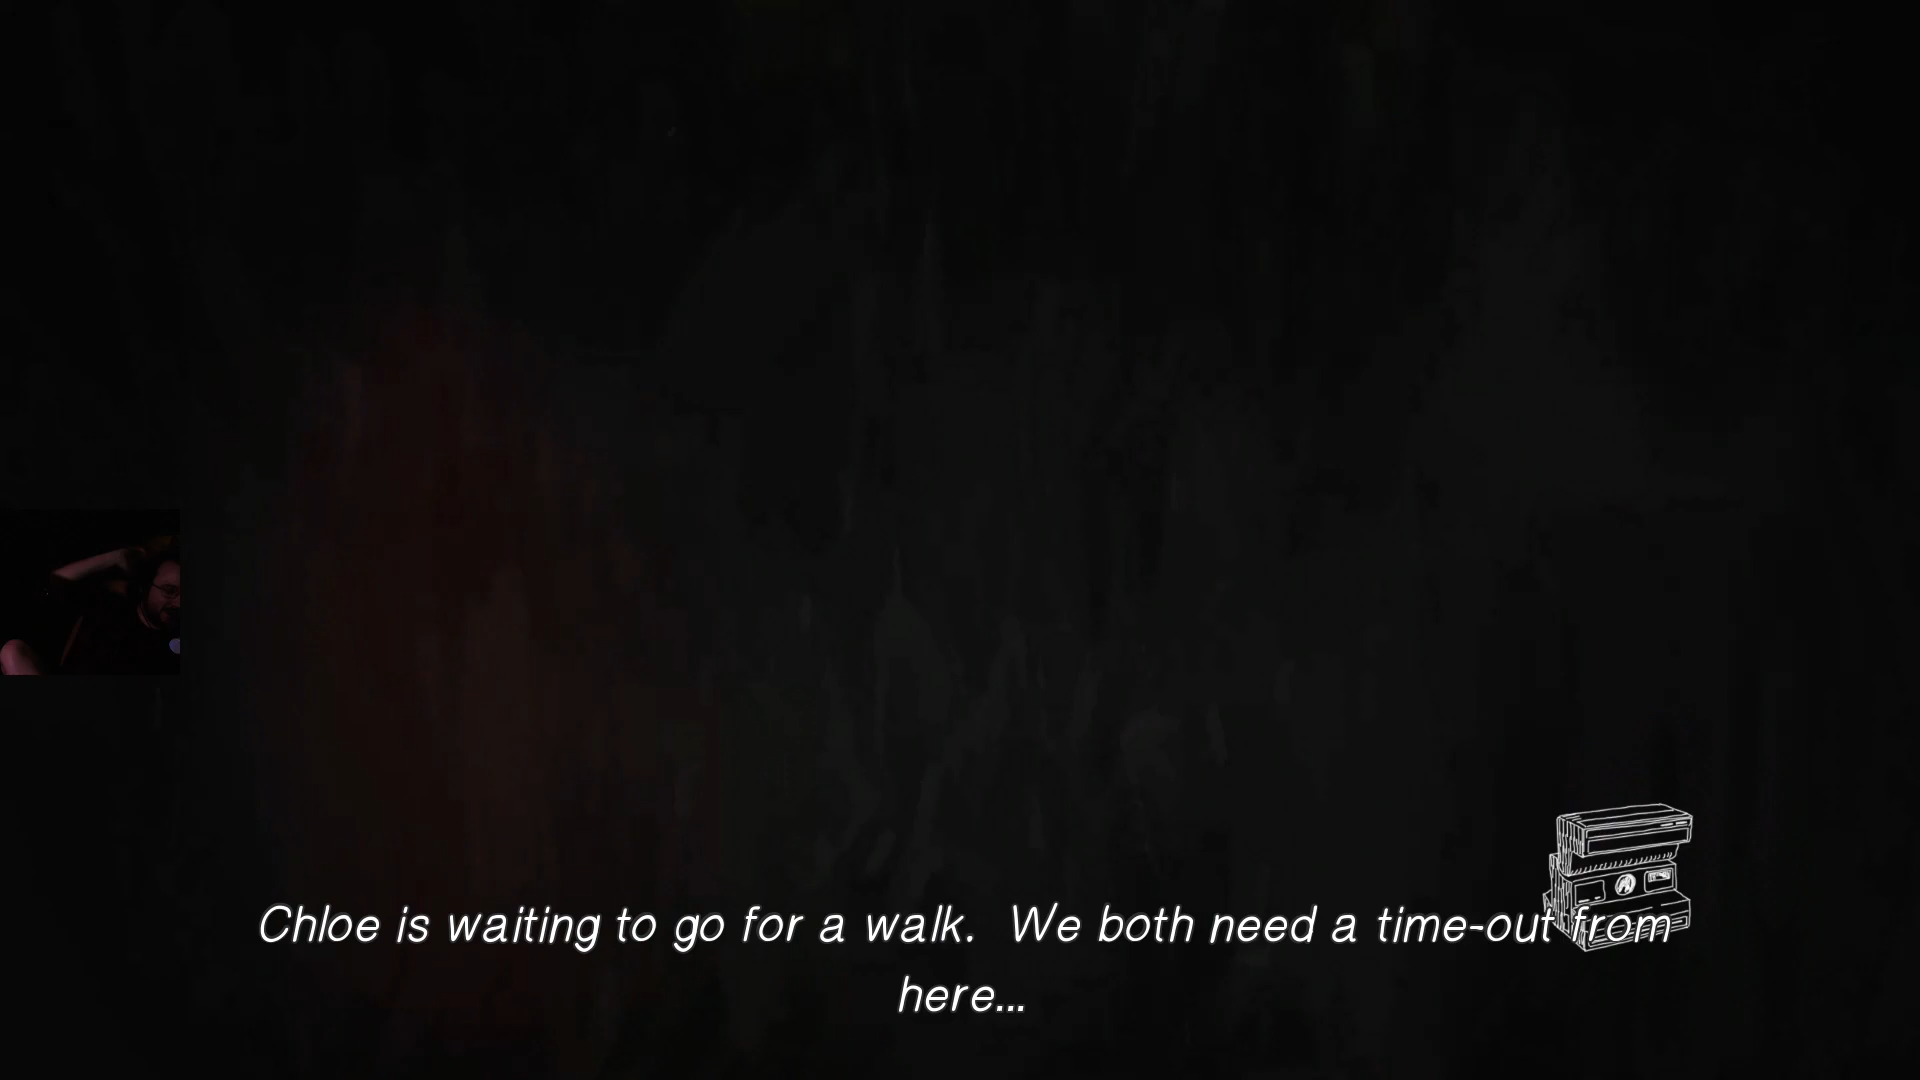 Chloe is waiting to go for a walk.  We both need a time-out from
here...